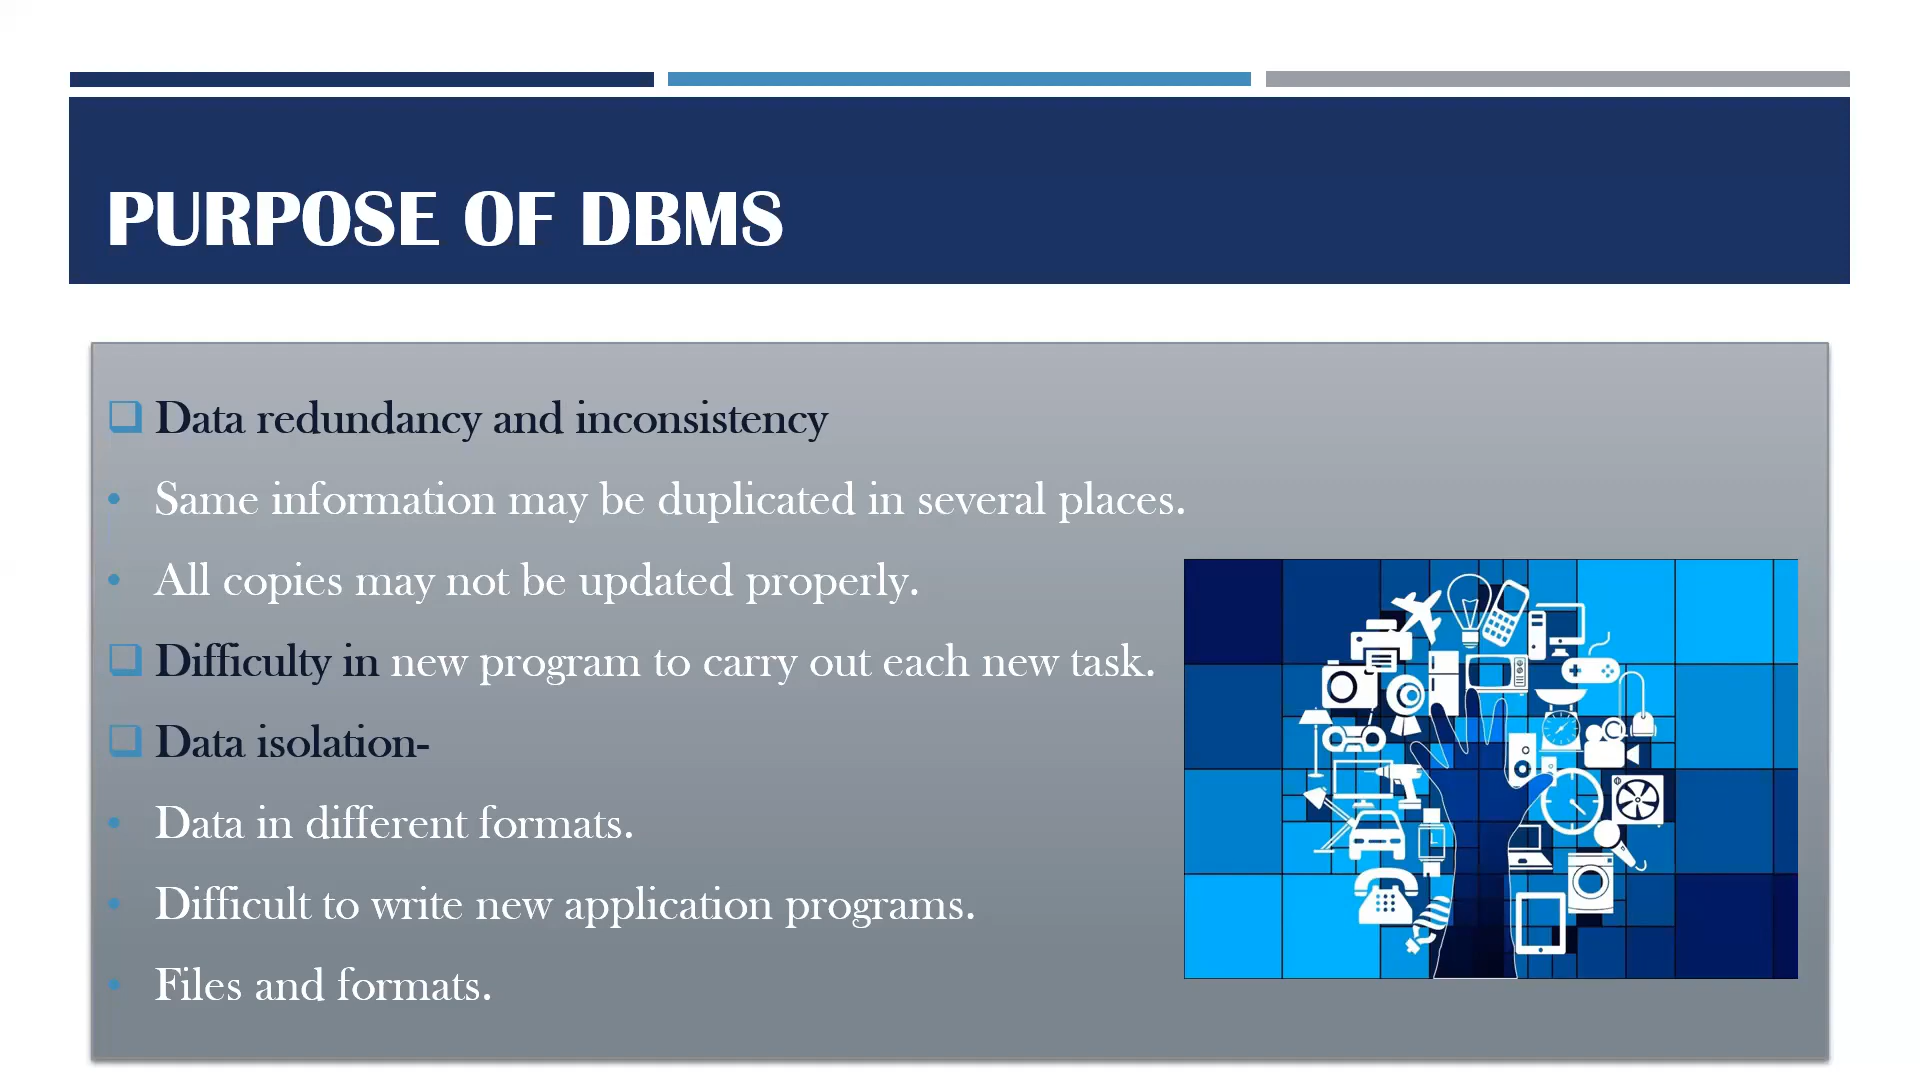 PURPOSE OF DBMS
Data redundancy and inconsistency
Same information may be duplicated in several places.
All copies may not be updated properly.
Difficulty in new program to carry out each new task.
Data isolation-
Data in different formats.
Difficult to write new application programs.
Files and formats.